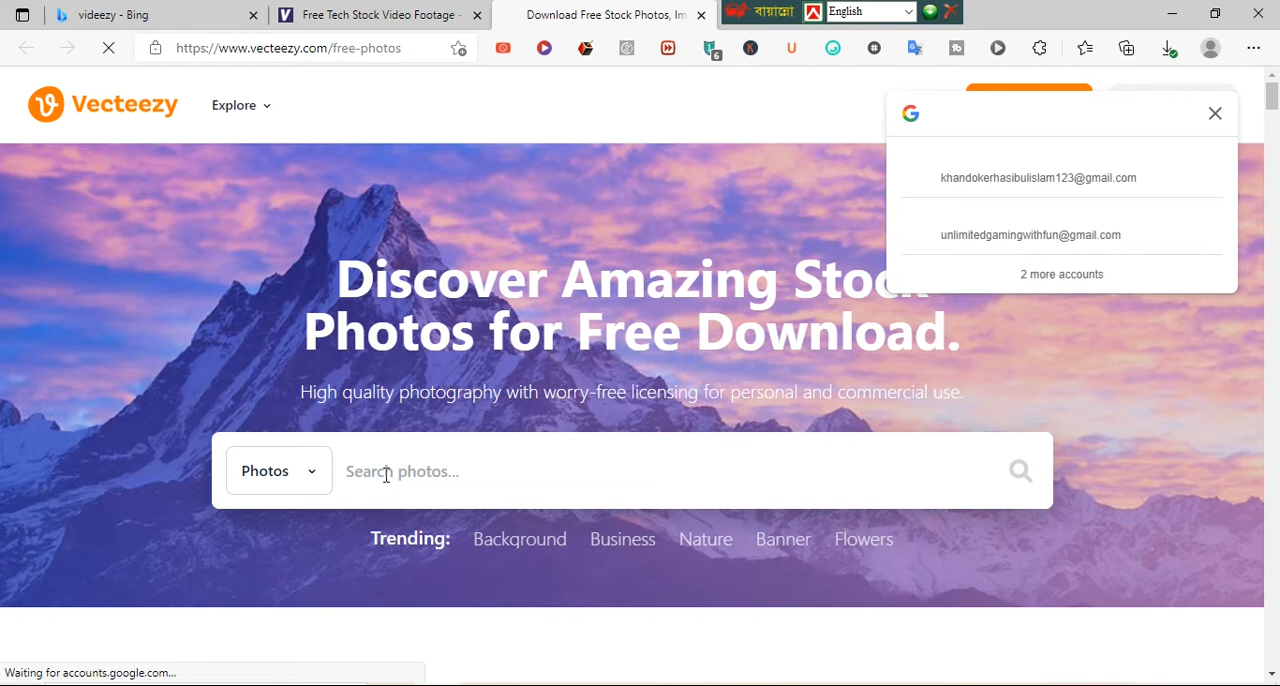 videezy - Bing
Free Tech Stock Video Footage -
Download Free Stock Photos, Im
বায়ান্নো
English
https://www.vecteezy.com/free-photos
6
Vecteezy
Explore
khandokerhasibulislam123@gmail.com
unlimitedgamingwithfun@gmail.com
2 more accounts
Discover Amazing Stock
Photos for Free Download.
High quality photography with worry-free licensing for personal and commercial use.
Photos
Search photos...
Trending: Background Business Nature Banner Flowers
Waiting for accounts.google.com...